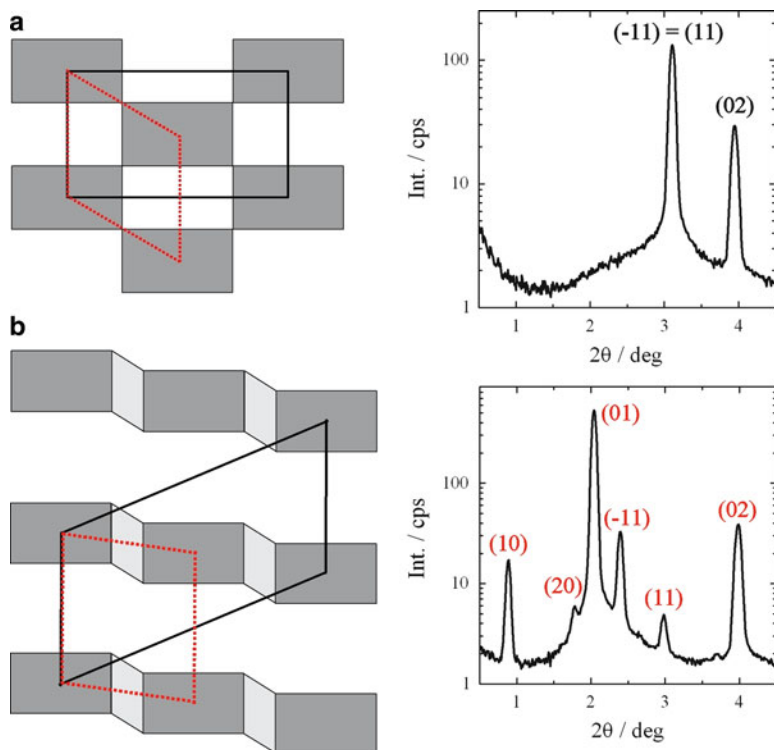 a
(-11) = (11)
(02)
Int. / cps
100
10
1
1 2 3 4
2θ / deg
b
(01)
(-11)
(02)
(10)
(20)
(11)
Int. / cps
100
10
1
1 2 3 4
2θ / deg